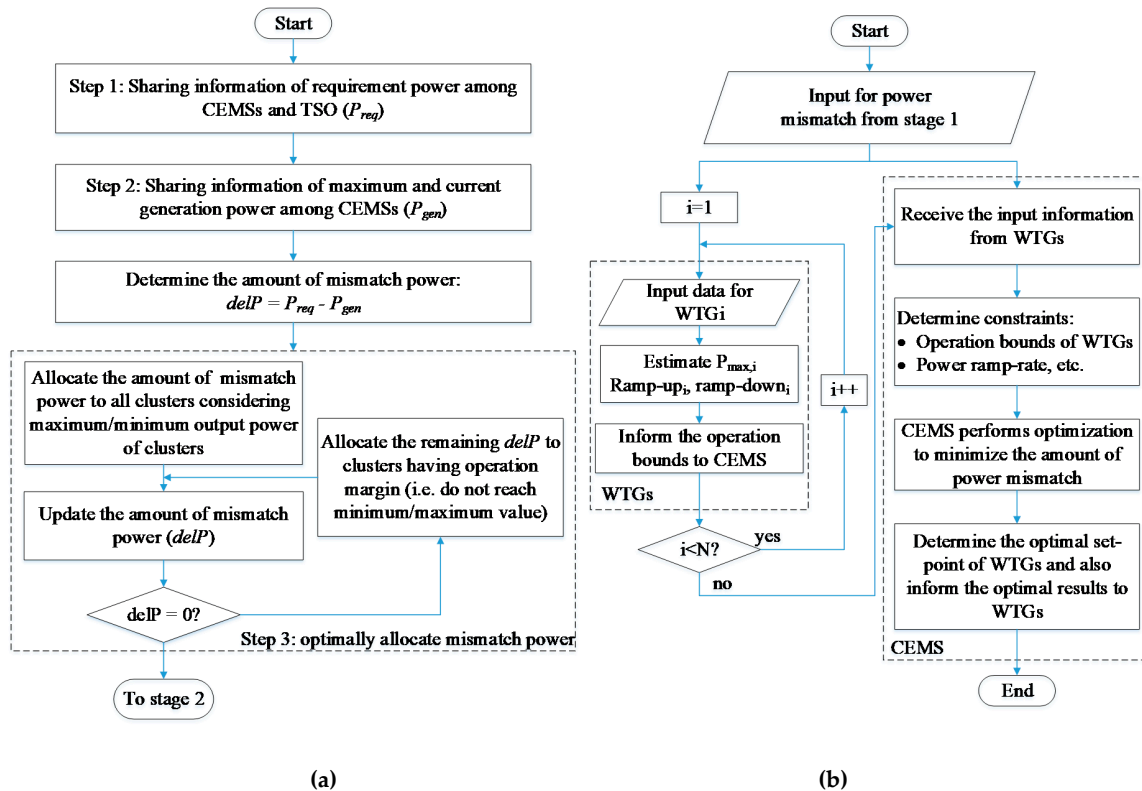 Start
Step 1: Sharing information of requirement power among
CEMSs and TSO (P_req)
Step 2: Sharing information of maximum and current
generation power among CEMSs (P_gen)
Determine the amount of mismatch power:
delP = P_req - P_gen
Allocate the amount of mismatch
power to all clusters considering
maximum/minimum output power
of clusters
Allocate the remaining delP to
clusters having operation
margin (i.e. do not reach
minimum/maximum value)
Update the amount of mismatch
power (delP)
delP = 0?
Step 3: optimally allocate mismatch power
To stage 2
(a)
Start
Input for power
mismatch from stage 1
i=1
Input data for
WTGi
Estimate P_max,i
Ramp-up_i, ramp-down_i
i++
Inform the operation
bounds to CEMS
WTGs
i<N?
yes
no
Receive the input information
from WTGs
Determine constraints:
• Operation bounds of WTGs
• Power ramp-rate, etc.
CEMS performs optimization
to minimize the amount of
power mismatch
Determine the optimal set-
point of WTGs and also
inform the optimal results to
WTGs
CEMS
End
(b)